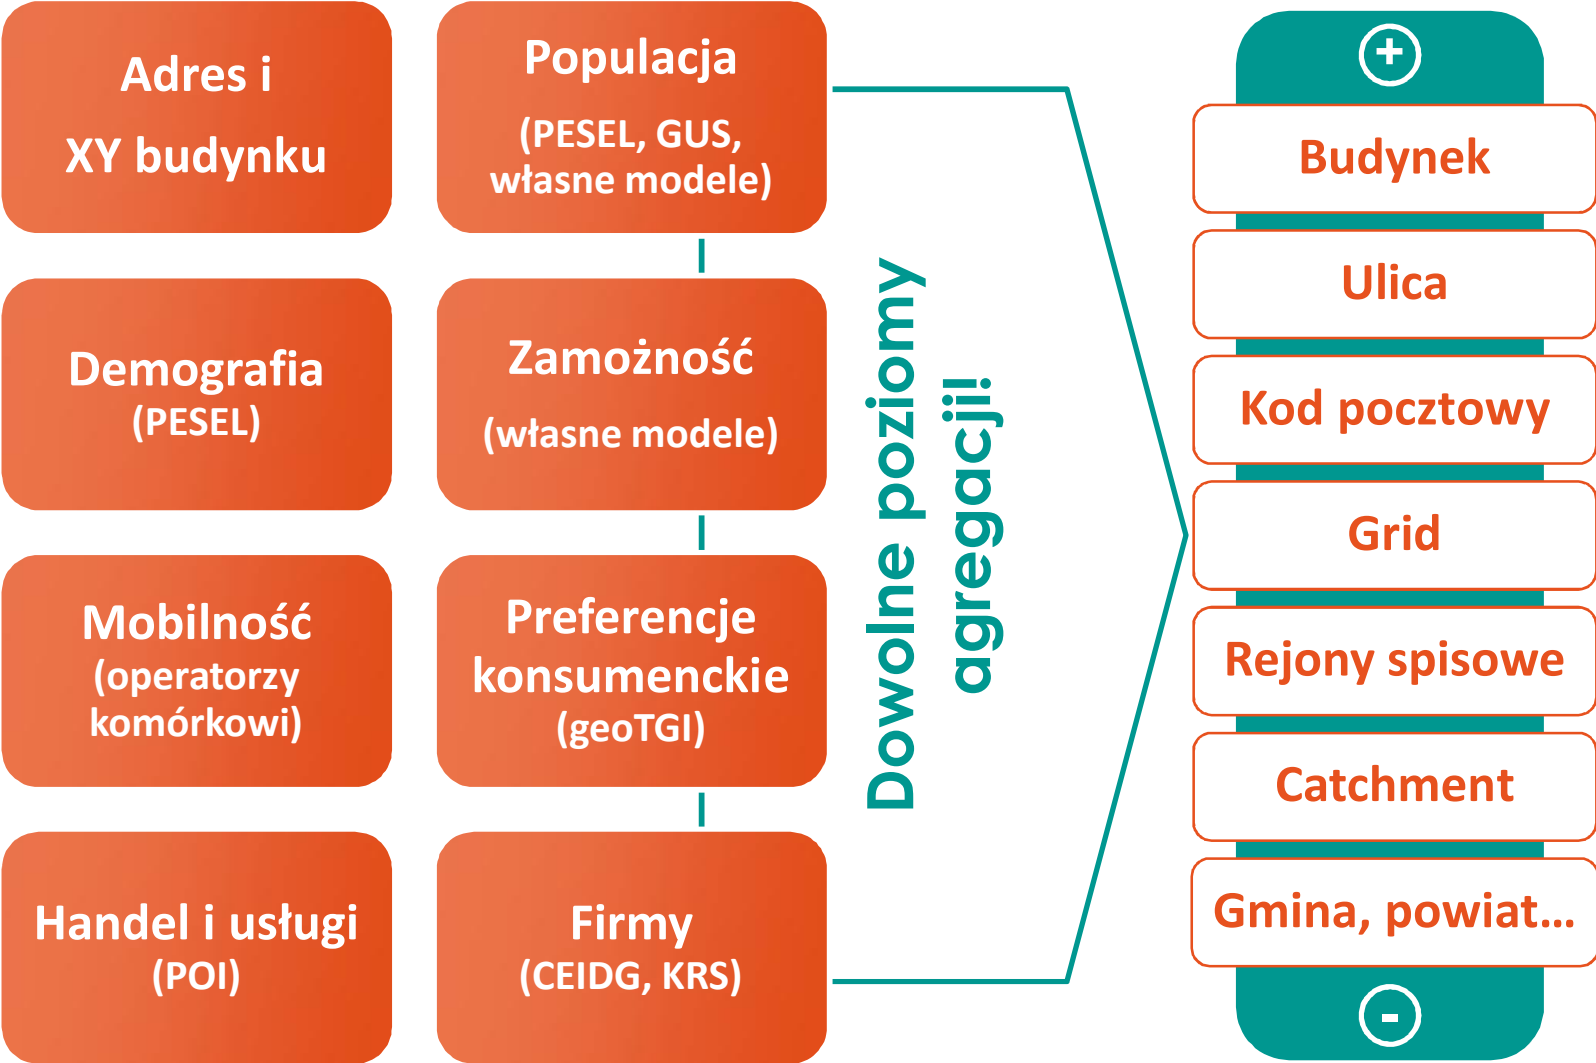 Adres i
XY budynku
Populacja
(PESEL, GUS,
własne modele)
Demografia
(PESEL)
Zamożność
(własne modele)
Mobilność
(operatorzy
komórkowi)
Preferencje
konsumenckie
(geoTGI)
Handel i usługi
(POI)
Firmy
(CEIDG, KRS)
Dowolne poziomy
agregacji!
+
Budynek
Ulica
Kod pocztowy
Grid
Rejony spisowe
Catchment
Gmina, powiat...
-